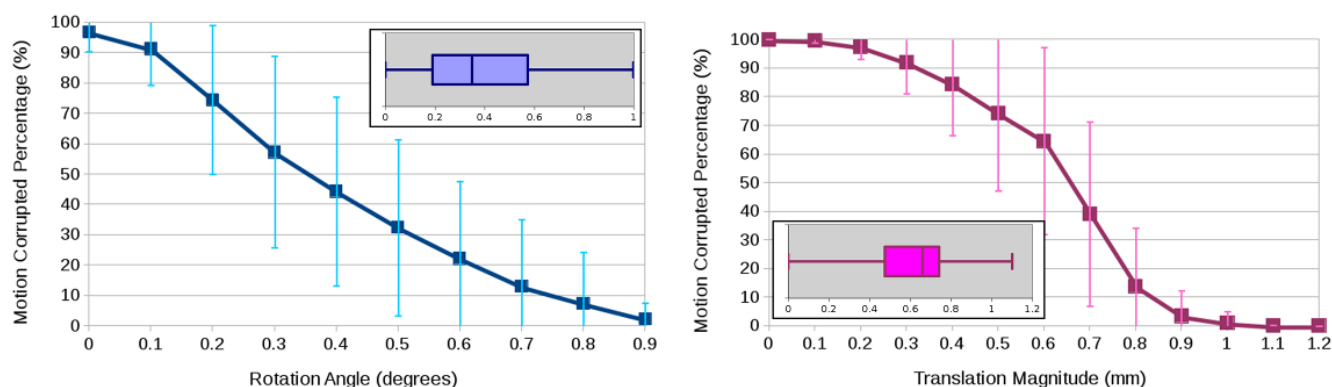 Motion Corrupted Percentage (%)
100
90
80
70
60
50
40
30
20
10
0
0 0.1 0.2 0.3 0.4 0.5 0.6 0.7 0.8 0.9
Rotation Angle (degrees)
0 0.2 0.4 0.6 0.8 1
Motion Corrupted Percentage (%)
100
90
80
70
60
50
40
30
20
10
0
0 0.1 0.2 0.3 0.4 0.5 0.6 0.7 0.8 0.9 1 1.1 1.2
Translation Magnitude (mm)
0 0.2 0.4 0.6 0.8 1 1.2